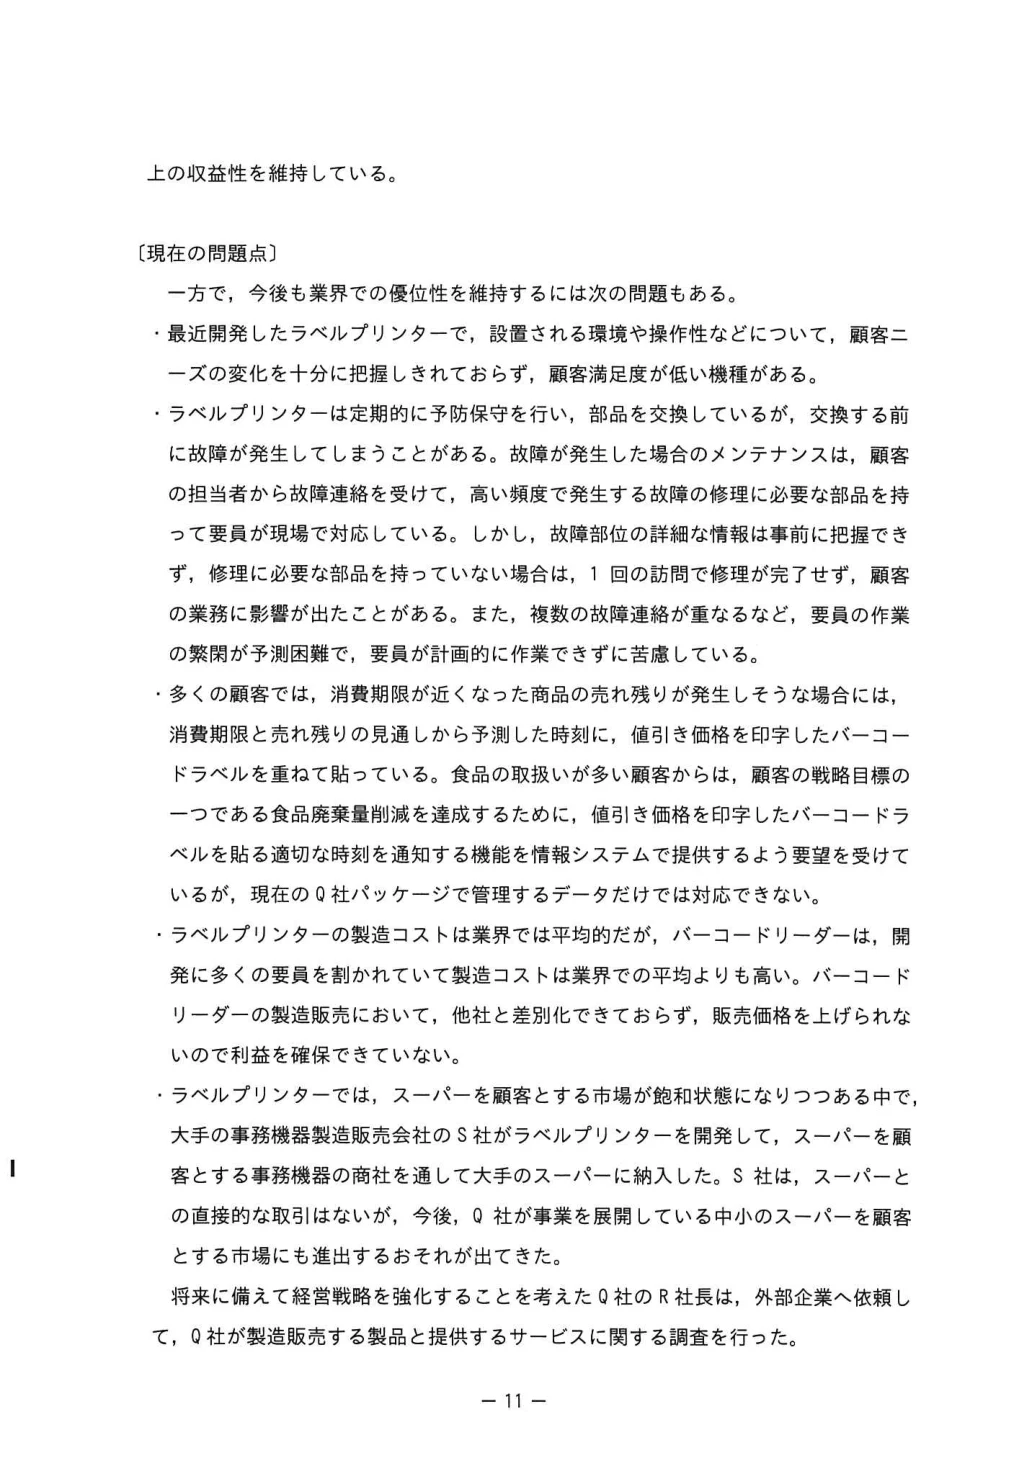 上の収益性を維持している。
〔現在の問題点〕
一方で，今後も業界での優位性を維持するには次の問題もある。
・最近開発したラベルプリンターで，設置される環境や操作性などについて，顧客ニ
ーズの変化を十分に把握しきれておらず，顧客満足度が低い機種がある。
・ラベルプリンターは定期的に予防保守を行い，部品を交換しているが，交換する前
に故障が発生してしまうことがある。故障が発生した場合のメンテナンスは，顧客
の担当者から故障連絡を受けて，高い頻度で発生する故障の修理に必要な部品を持
って要員が現場で対応している。しかし，故障部位の詳細な情報は事前に把握でき
ず，修理に必要な部品を持っていない場合は，1 回の訪問で修理が完了せず，顧客
の業務に影響が出たことがある。また，複数の故障連絡が重なるなど，要員の作業
の繁閑が予測困難で，要員が計画的に作業できずに苦慮している。
・多くの顧客では，消費期限が近くなった商品の売れ残りが発生しそうな場合には，
消費期限と売れ残りの見通しから予測した時刻に，値引き価格を印字したバーコー
ドラベルを重ねて貼っている。食品の取扱いが多い顧客からは，顧客の戦略目標の
一つである食品廃棄量削減を達成するために，値引き価格を印字したバーコードラ
ベルを貼る適切な時刻を通知する機能を情報システムで提供するよう要望を受けて
いるが，現在のQ社パッケージで管理するデータだけでは対応できない。
・ラベルプリンターの製造コストは業界では平均的だが，バーコードリーダーは，開
発に多くの要員を割かれていて製造コストは業界での平均よりも高い。バーコード
リーダーの製造販売において，他社と差別化できておらず，販売価格を上げられな
いので利益を確保できていない。
・ラベルプリンターでは，スーパーを顧客とする市場が飽和状態になりつつある中で，
大手の事務機器製造販売会社のS社がラベルプリンターを開発して，スーパーを顧
客とする事務機器の商社を通して大手のスーパーに納入した。S 社は，スーパーと
の直接的な取引はないが，今後，Q 社が事業を展開している中小のスーパーを顧客
とする市場にも進出するおそれが出てきた。
将来に備えて経営戦略を強化することを考えたQ社のR社長は，外部企業へ依頼し
て，Q社が製造販売する製品と提供するサービスに関する調査を行った。
－ 11 －